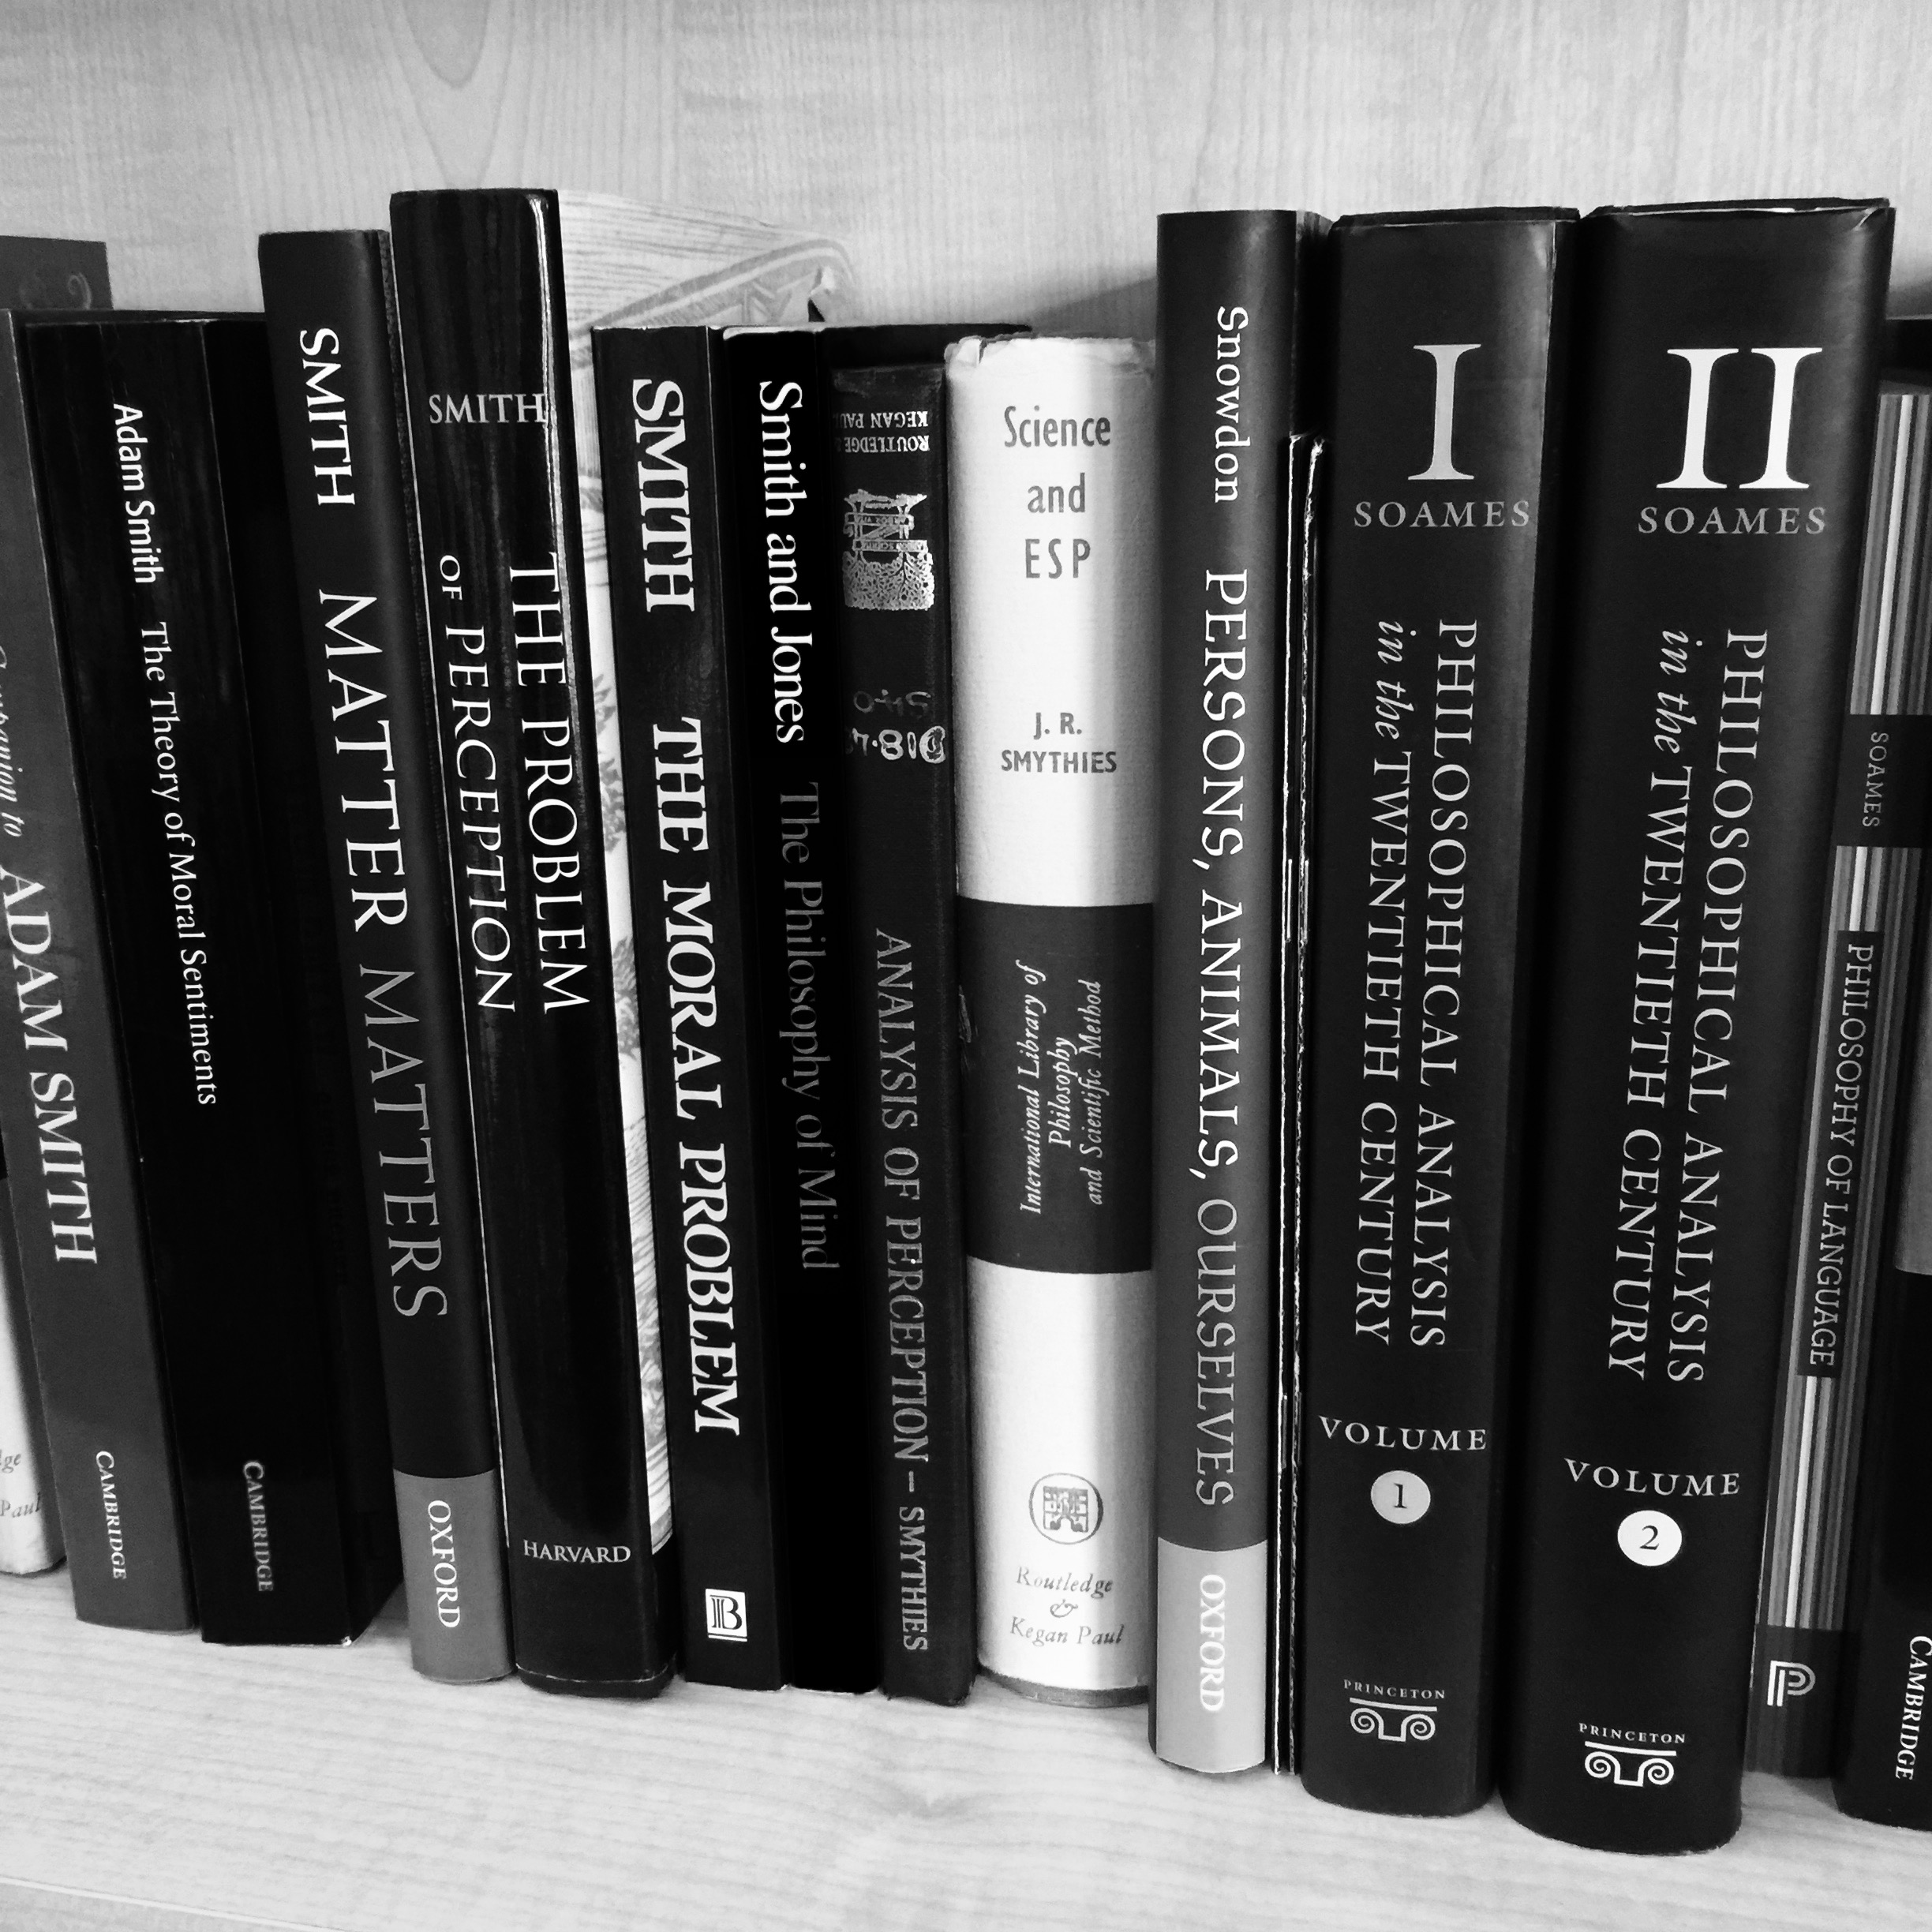 Companion to ADAM SMITH
CAMBRIDGE
Paul
Adam Smith The Theory of Moral Sentiments
CAMBRIDGE
SMITH MATTER MATTERS
OXFORD
SMITH
THE PROBLEM
OF PERCEPTION
HARVARD
SMITH THE MORAL PROBLEM
B
Smith and Jones The Philosophy of Mind
ROUTLEDGE
KEGAN PAUL
ANALYSIS OF PERCEPTION – SMYTHIES
Science
and
ESP
J. R.
SMYTHIES
International Library of
Philosophy
and Scientific Method
Routledge
&
Kegan Paul
Snowdon PERSONS, ANIMALS, OURSELVES
OXFORD
I
SOAMES
PHILOSOPHICAL ANALYSIS
in the TWENTIETH CENTURY
VOLUME
1
PRINCETON
II
SOAMES
PHILOSOPHICAL ANALYSIS
in the TWENTIETH CENTURY
VOLUME
2
PRINCETON
SOAMES
PHILOSOPHY OF LANGUAGE
P
CAMBRIDGE